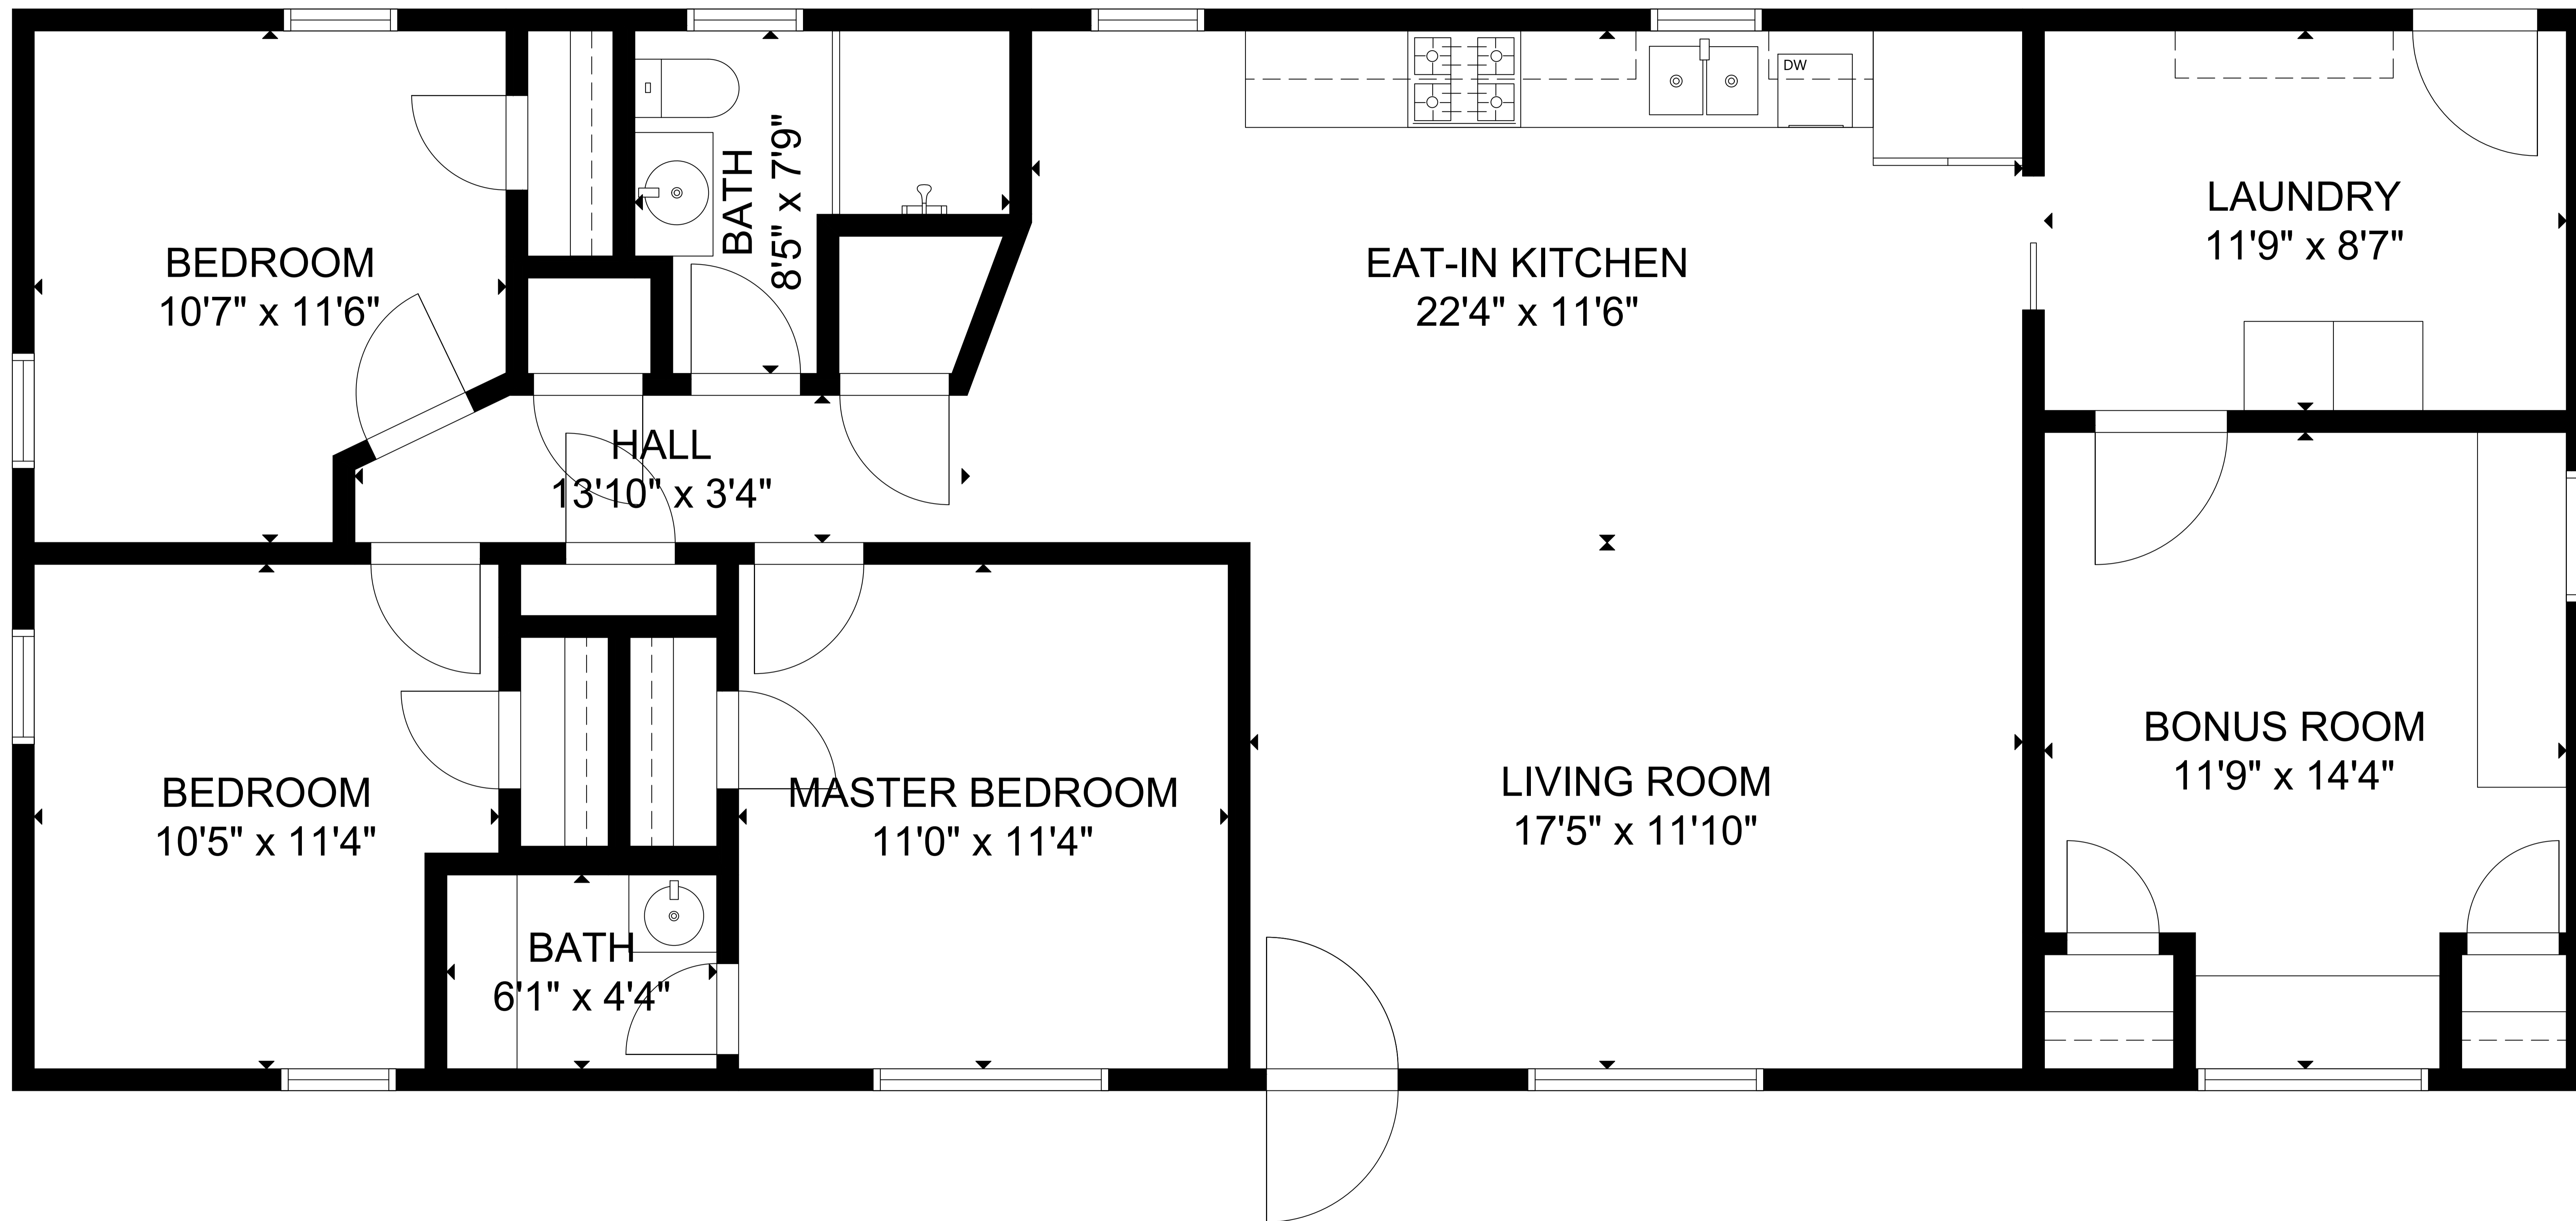 DW
BATH
8'5" x 7'9"
LAUNDRY
11'9" x 8'7"
BEDROOM
10'7" x 11'6"
EAT-IN KITCHEN
22'4" x 11'6"
HALL
13'10" x 3'4"
BONUS ROOM
11'9" x 14'4"
BEDROOM
10'5" x 11'4"
MASTER BEDROOM
11'0" x 11'4"
LIVING ROOM
17'5" x 11'10"
BATH
6'1" x 4'4"